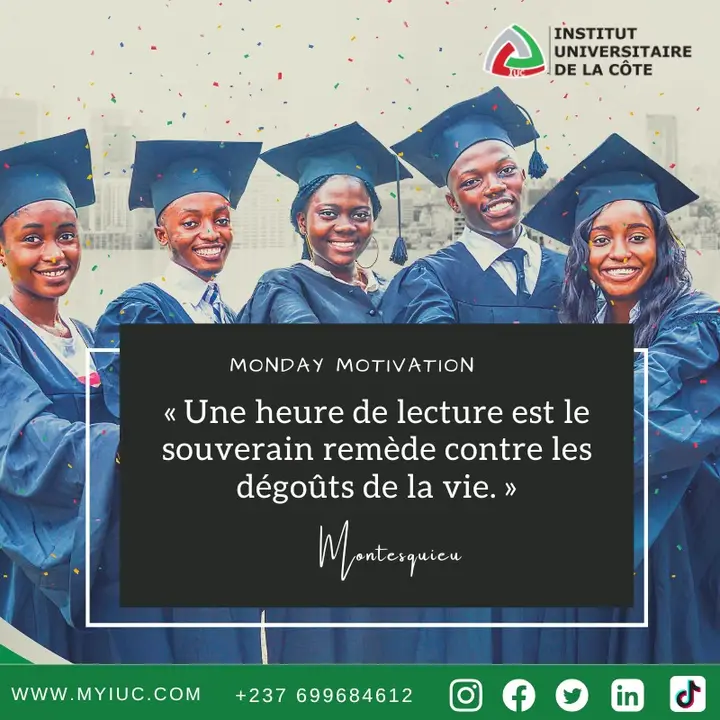 INSTITUT
UNIVERSITAIRE
DE LA CÔTE
IUC
MONDAY MOTIVATION
« Une heure de lecture est le
souverain remède contre les
dégoûts de la vie. »
Montesquieu
WWW.MYIUC.COM +237 699684612